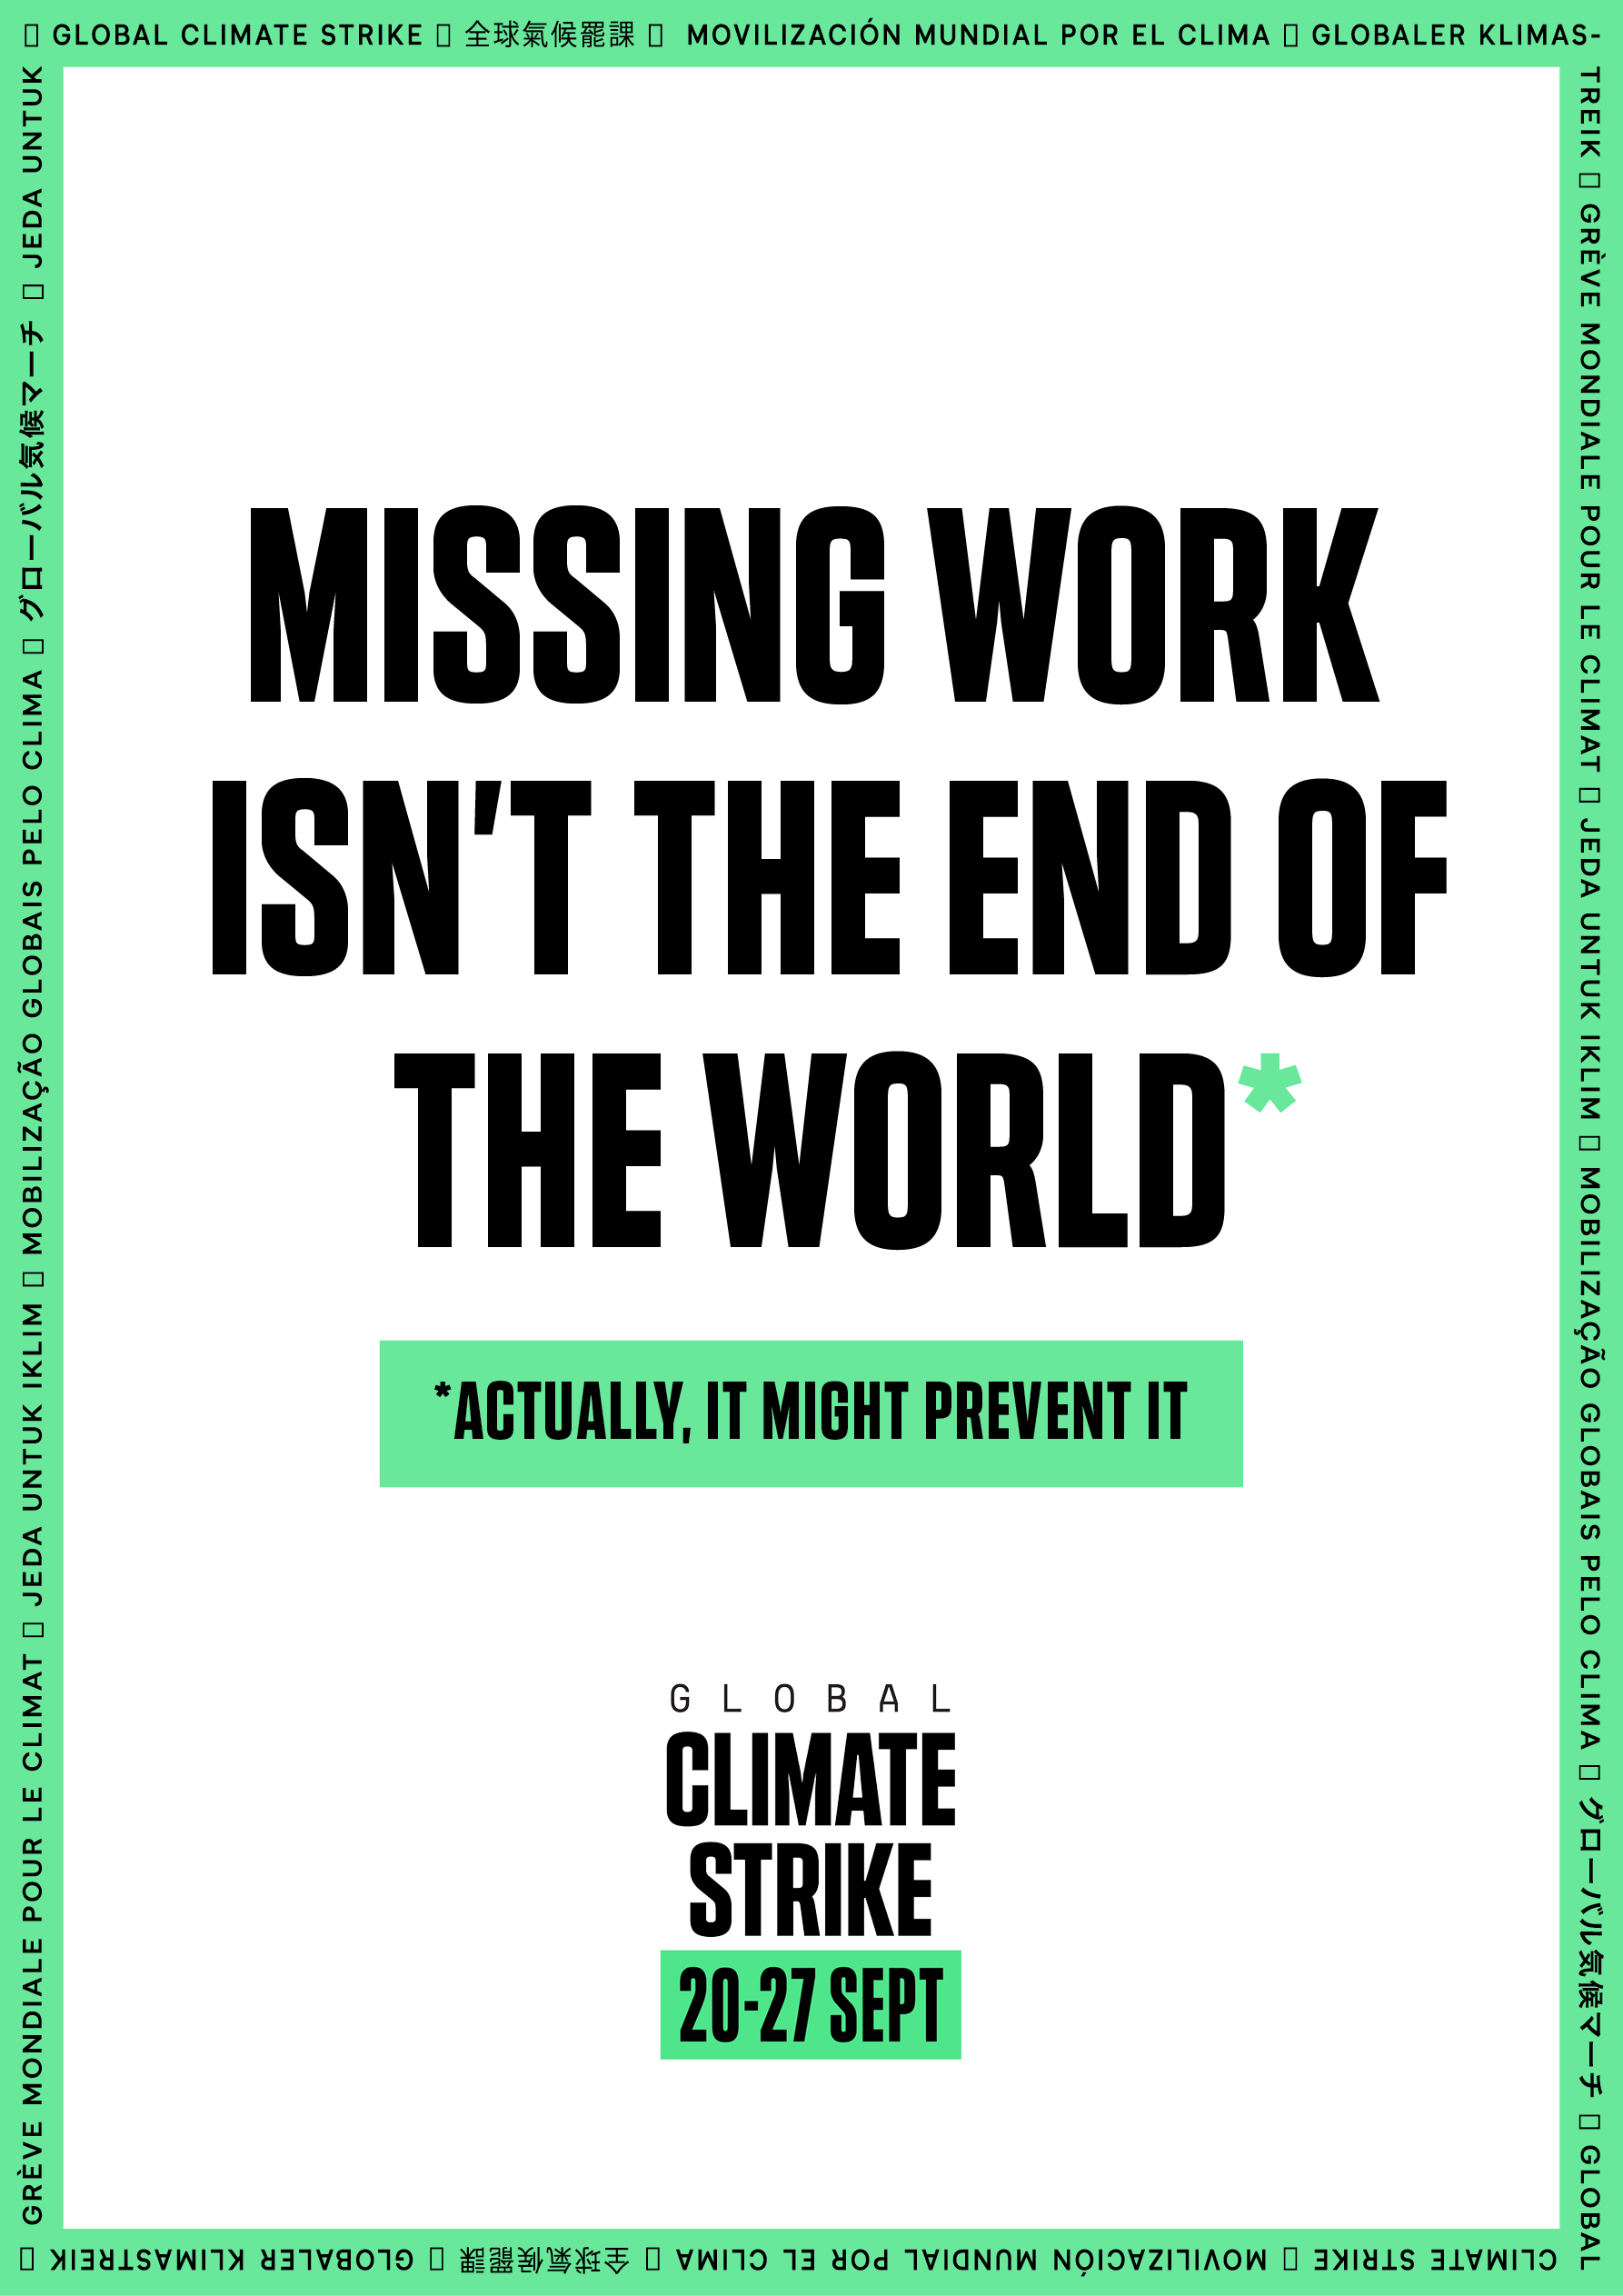 ▯ GLOBAL CLIMATE STRIKE ▯ 全球氣候罷課 ▯ MOVILIZACIÓN MUNDIAL POR EL CLIMA ▯ GLOBALER KLIMAS-
TREIK ▯ GRÈVE MONDIALE POUR LE CLIMAT ▯ JEDA UNTUK IKLIM ▯ MOBILIZAÇÃO GLOBAIS PELO CLIMA ▯ グローバル気候マーチ ▯ GLOBAL
CLIMATE STRIKE ▯ MOVILIZACIÓN MUNDIAL POR EL CLIMA ▯ 全球氣候罷課 ▯ GLOBALER KLIMASTREIK ▯
GRÈVE MONDIALE POUR LE CLIMAT ▯ JEDA UNTUK IKLIM ▯ MOBILIZAÇÃO GLOBAIS PELO CLIMA ▯ グローバル気候マーチ ▯ JEDA UNTUK
MISSING WORK
ISN'T THE END OF
THE WORLD*
*ACTUALLY, IT MIGHT PREVENT IT
GLOBAL
CLIMATE
STRIKE
20-27 SEPT